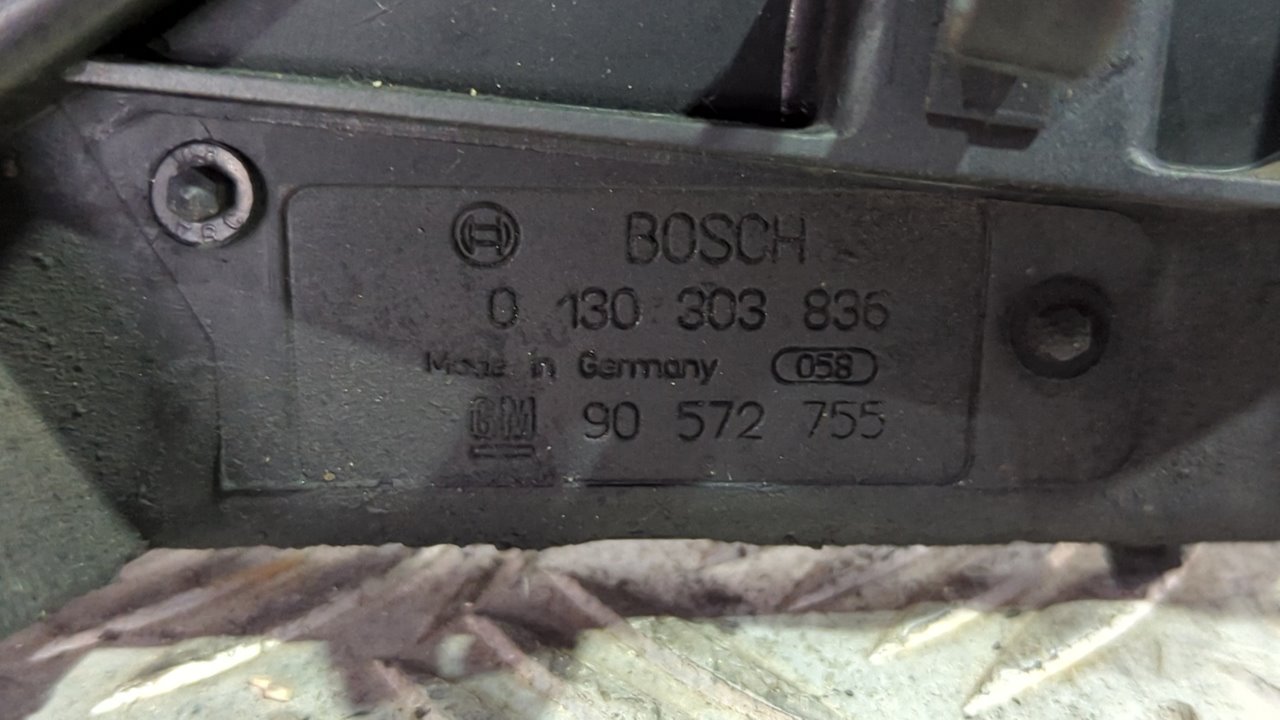 BOSCH
0 130 303 836
Made in Germany 058
GM 90 572 755